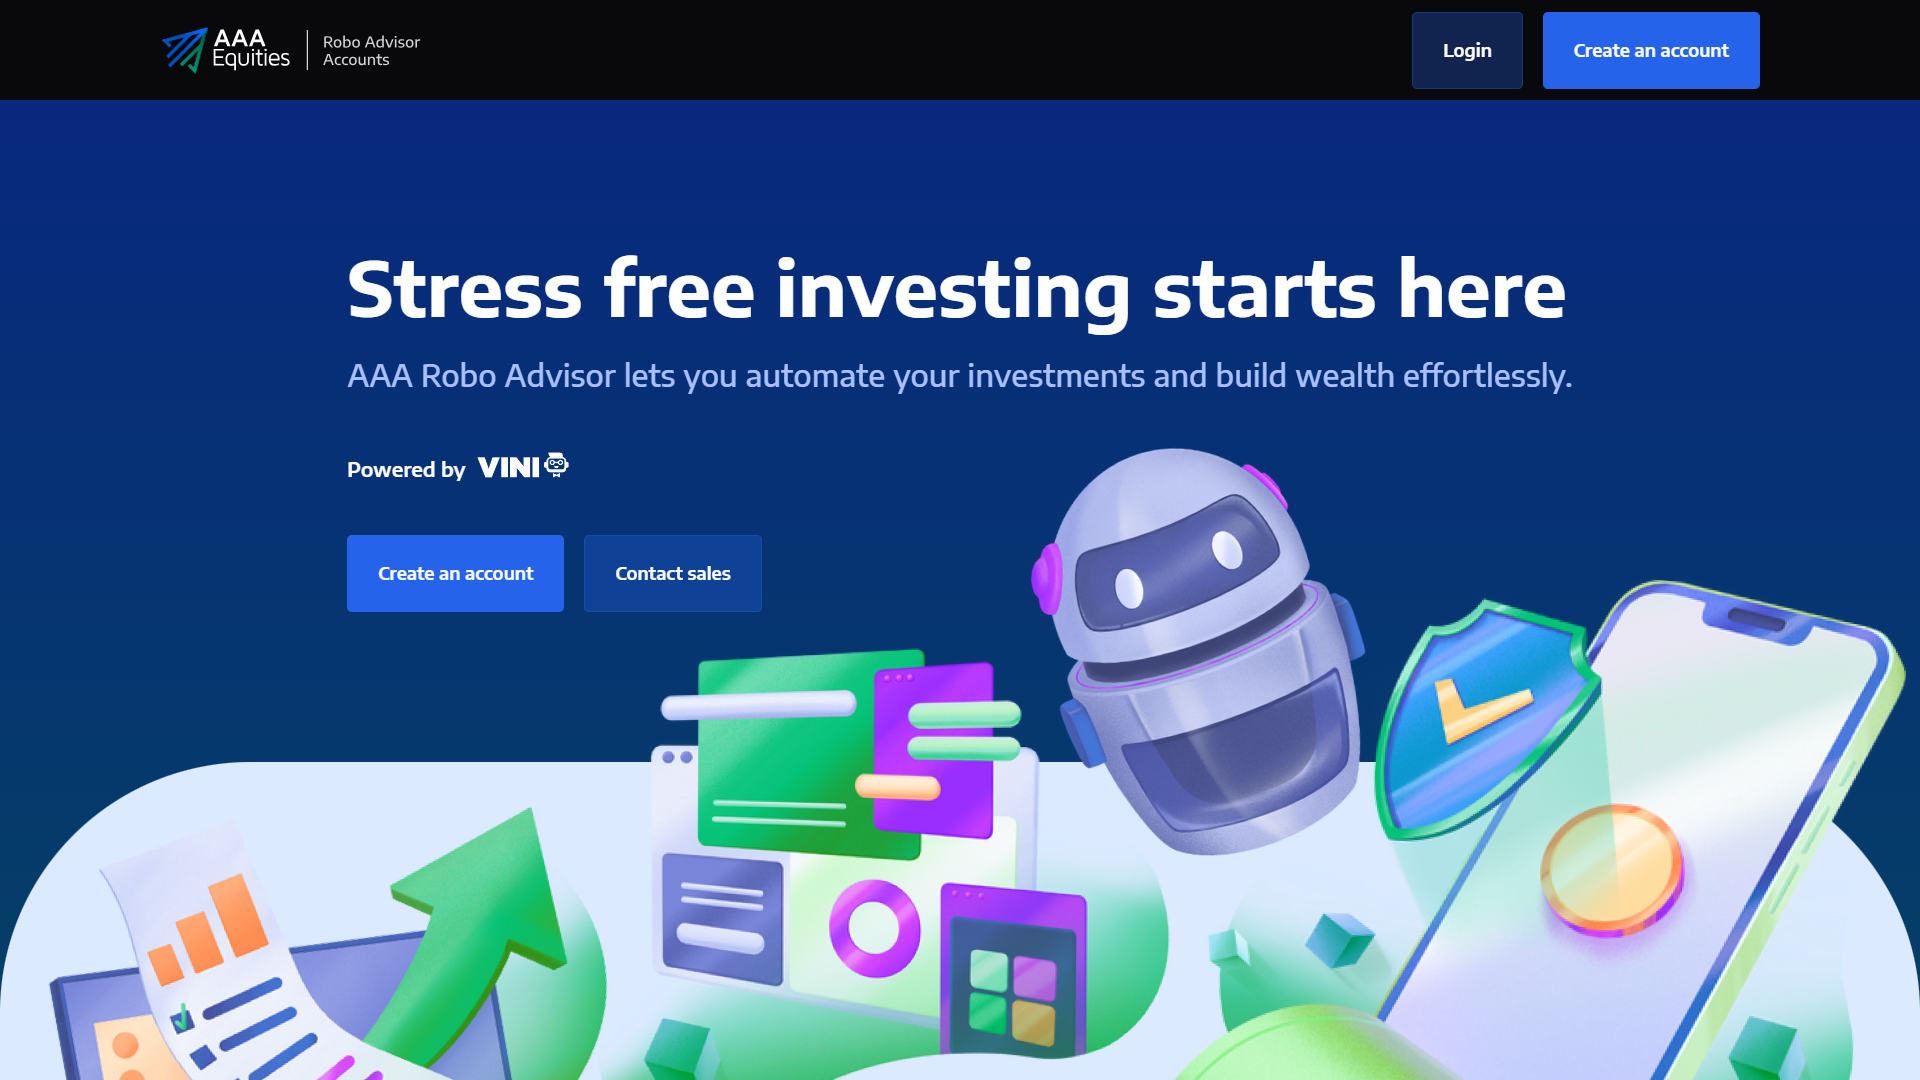 AAA
Equities
Robo Advisor
Accounts
Login
Create an account
Stress free investing starts here
AAA Robo Advisor lets you automate your investments and build wealth effortlessly.
Powered by VINI
Create an account
Contact sales